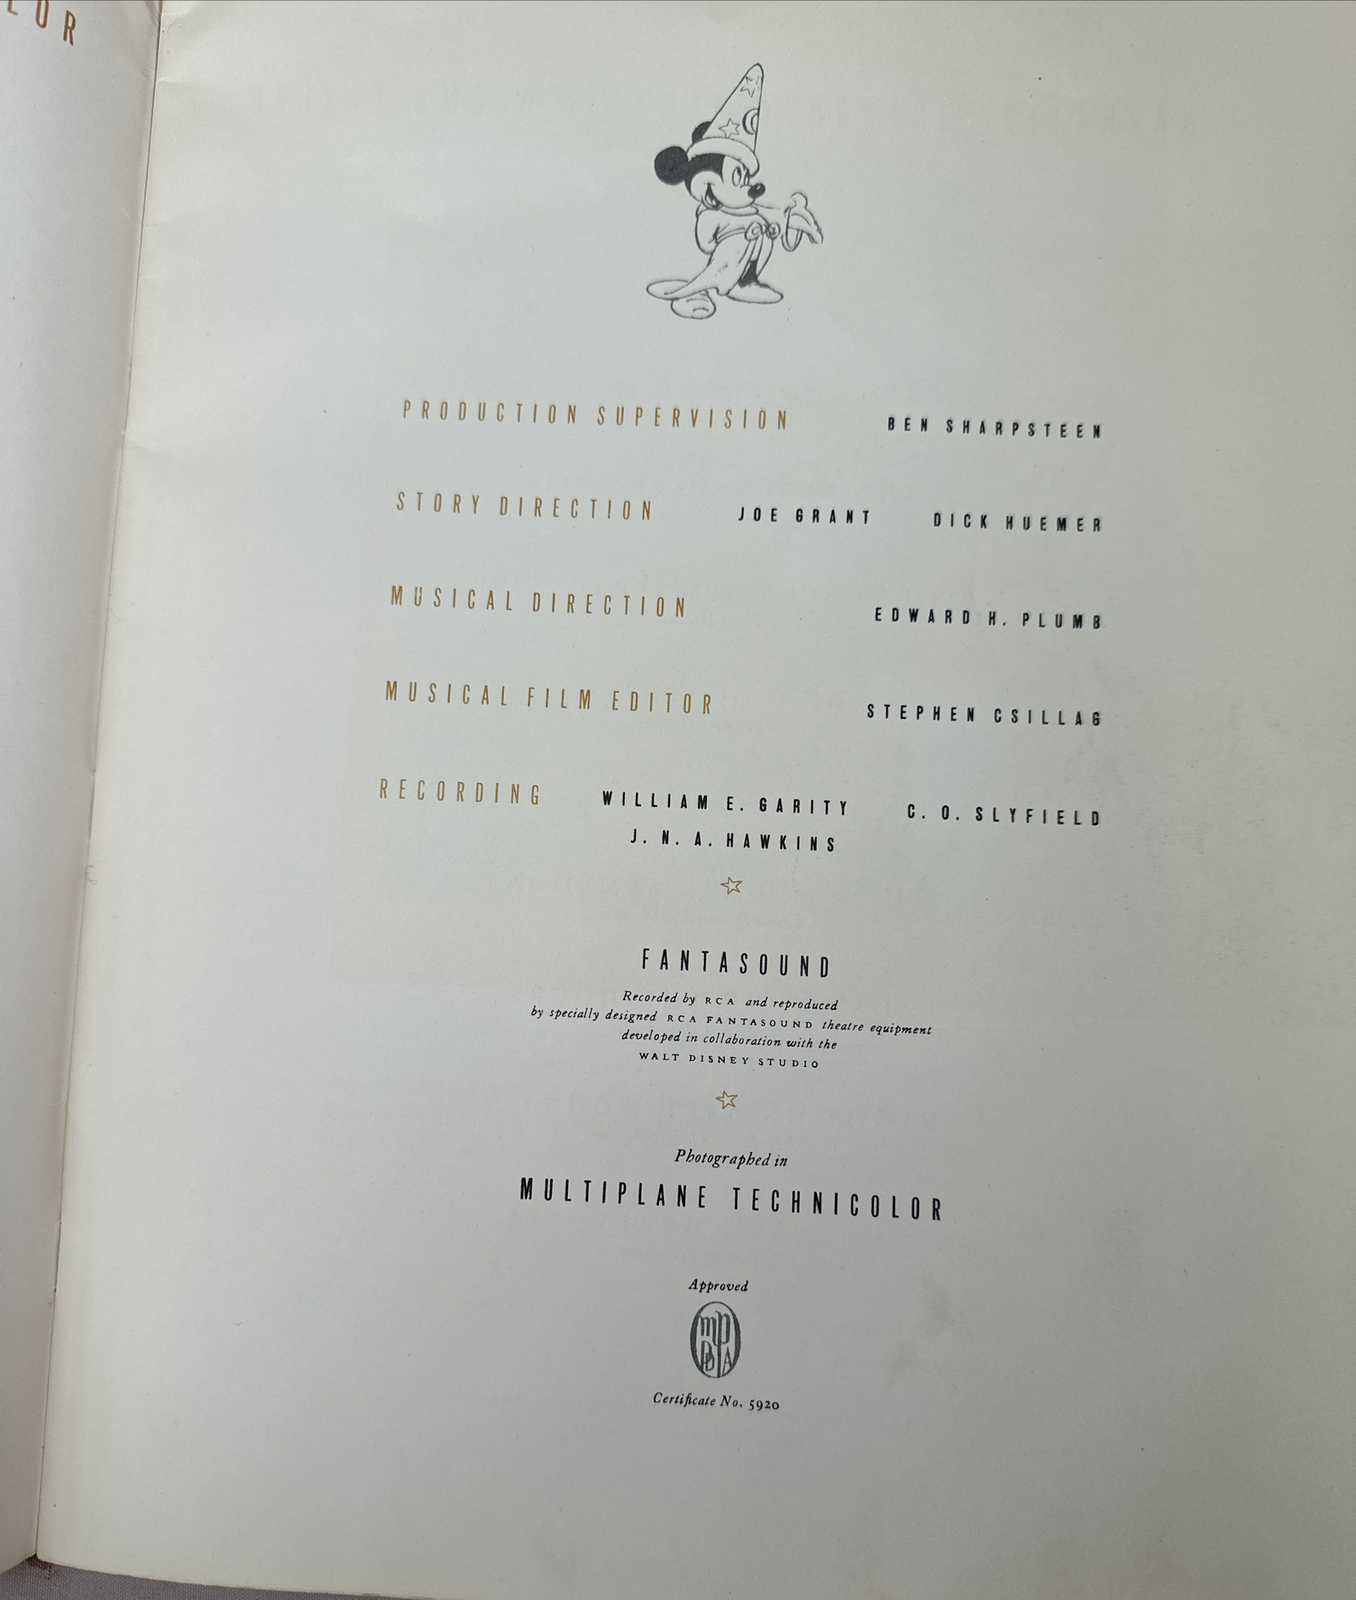 PRODUCTION SUPERVISION BEN SHARPSTEEN
STORY DIRECTION JOE GRANT DICK HUEMER
MUSICAL DIRECTION EDWARD H. PLUMB
MUSICAL FILM EDITOR STEPHEN CSILLAG
RECORDING WILLIAM E. GARITY C. O. SLYFIELD
J. N. A. HAWKINS
FANTASOUND
Recorded by RCA and reproduced
by specially designed RCA FANTASOUND theatre equipment
developed in collaboration with the
WALT DISNEY STUDIO
Photographed in
MULTIPLANE TECHNICOLOR
Approved
MPPDA
Certificate No. 5920